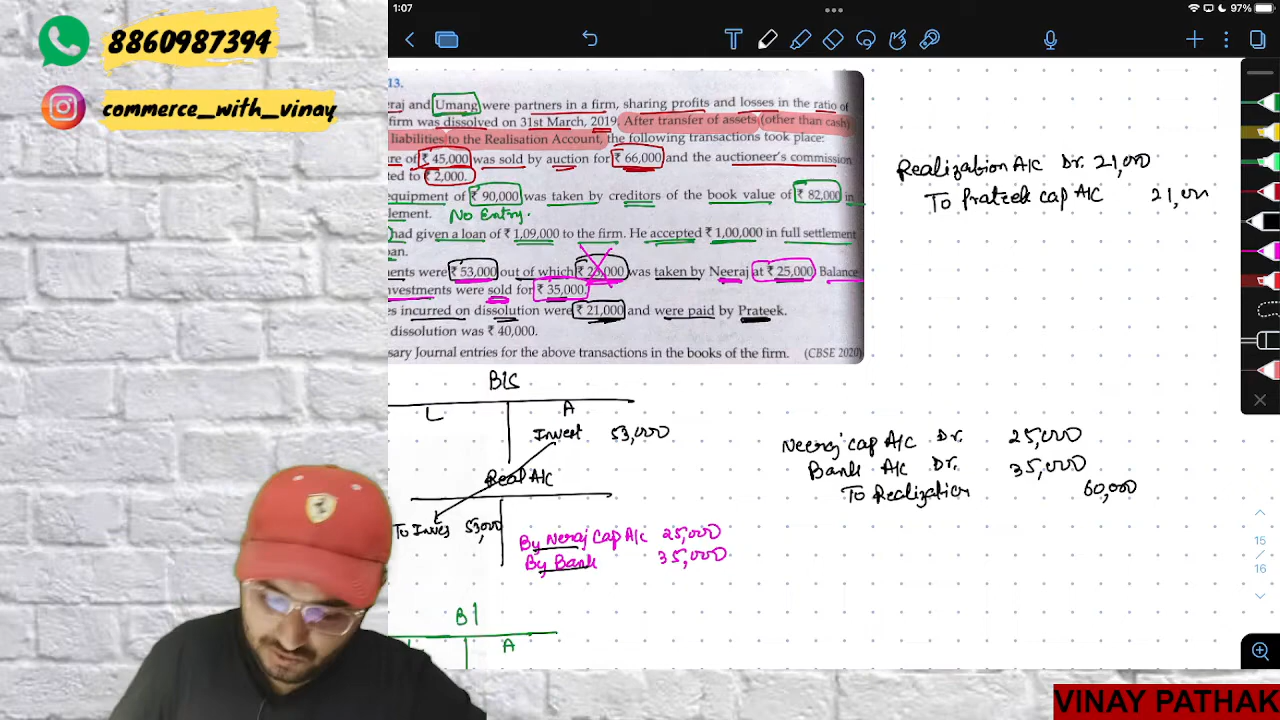 8860987394
commerce_with_vinay
1:07
97%
13.
raj and Umang were partners in a firm, sharing profits and losses in the ratio of
firm was dissolved on 31st March, 2019. After transfer of assets (other than cash)
liabilities to the Realisation Account, the following transactions took place:
re of ₹ 45,000 was sold by auction for ₹ 66,000 and the auctioneer's commission
ted to ₹ 2,000.
equipment of ₹ 90,000 was taken by creditors of the book value of ₹ 82,000 in
lement. No Entry.
had given a loan of ₹ 1,09,000 to the firm. He accepted ₹ 1,00,000 in full settlement
oan.
ents were ₹ 53,000 out of which was taken by Neeraj at ₹ 25,000 Balance
nvestments were sold for ₹ 35,000.
s incurred on dissolution were ₹ 21,000 and were paid by Prateek.
dissolution was ₹ 40,000.
sary Journal entries for the above transactions in the books of the firm. (CBSE 2020)
Realization A/C Dr. 21,000
To Prateek cap A/C 21,000
B/S
L A
Invest 53,000
Real A/C
To Inves 53,000
By Neraj Cap A/C 25,000
By Bank 35,000
Neeraj cap A/C Dr. 25,000
Bank A/C Dr. 35,000
To Realization 60,000
B/
A
15
16
VINAY PATHAK